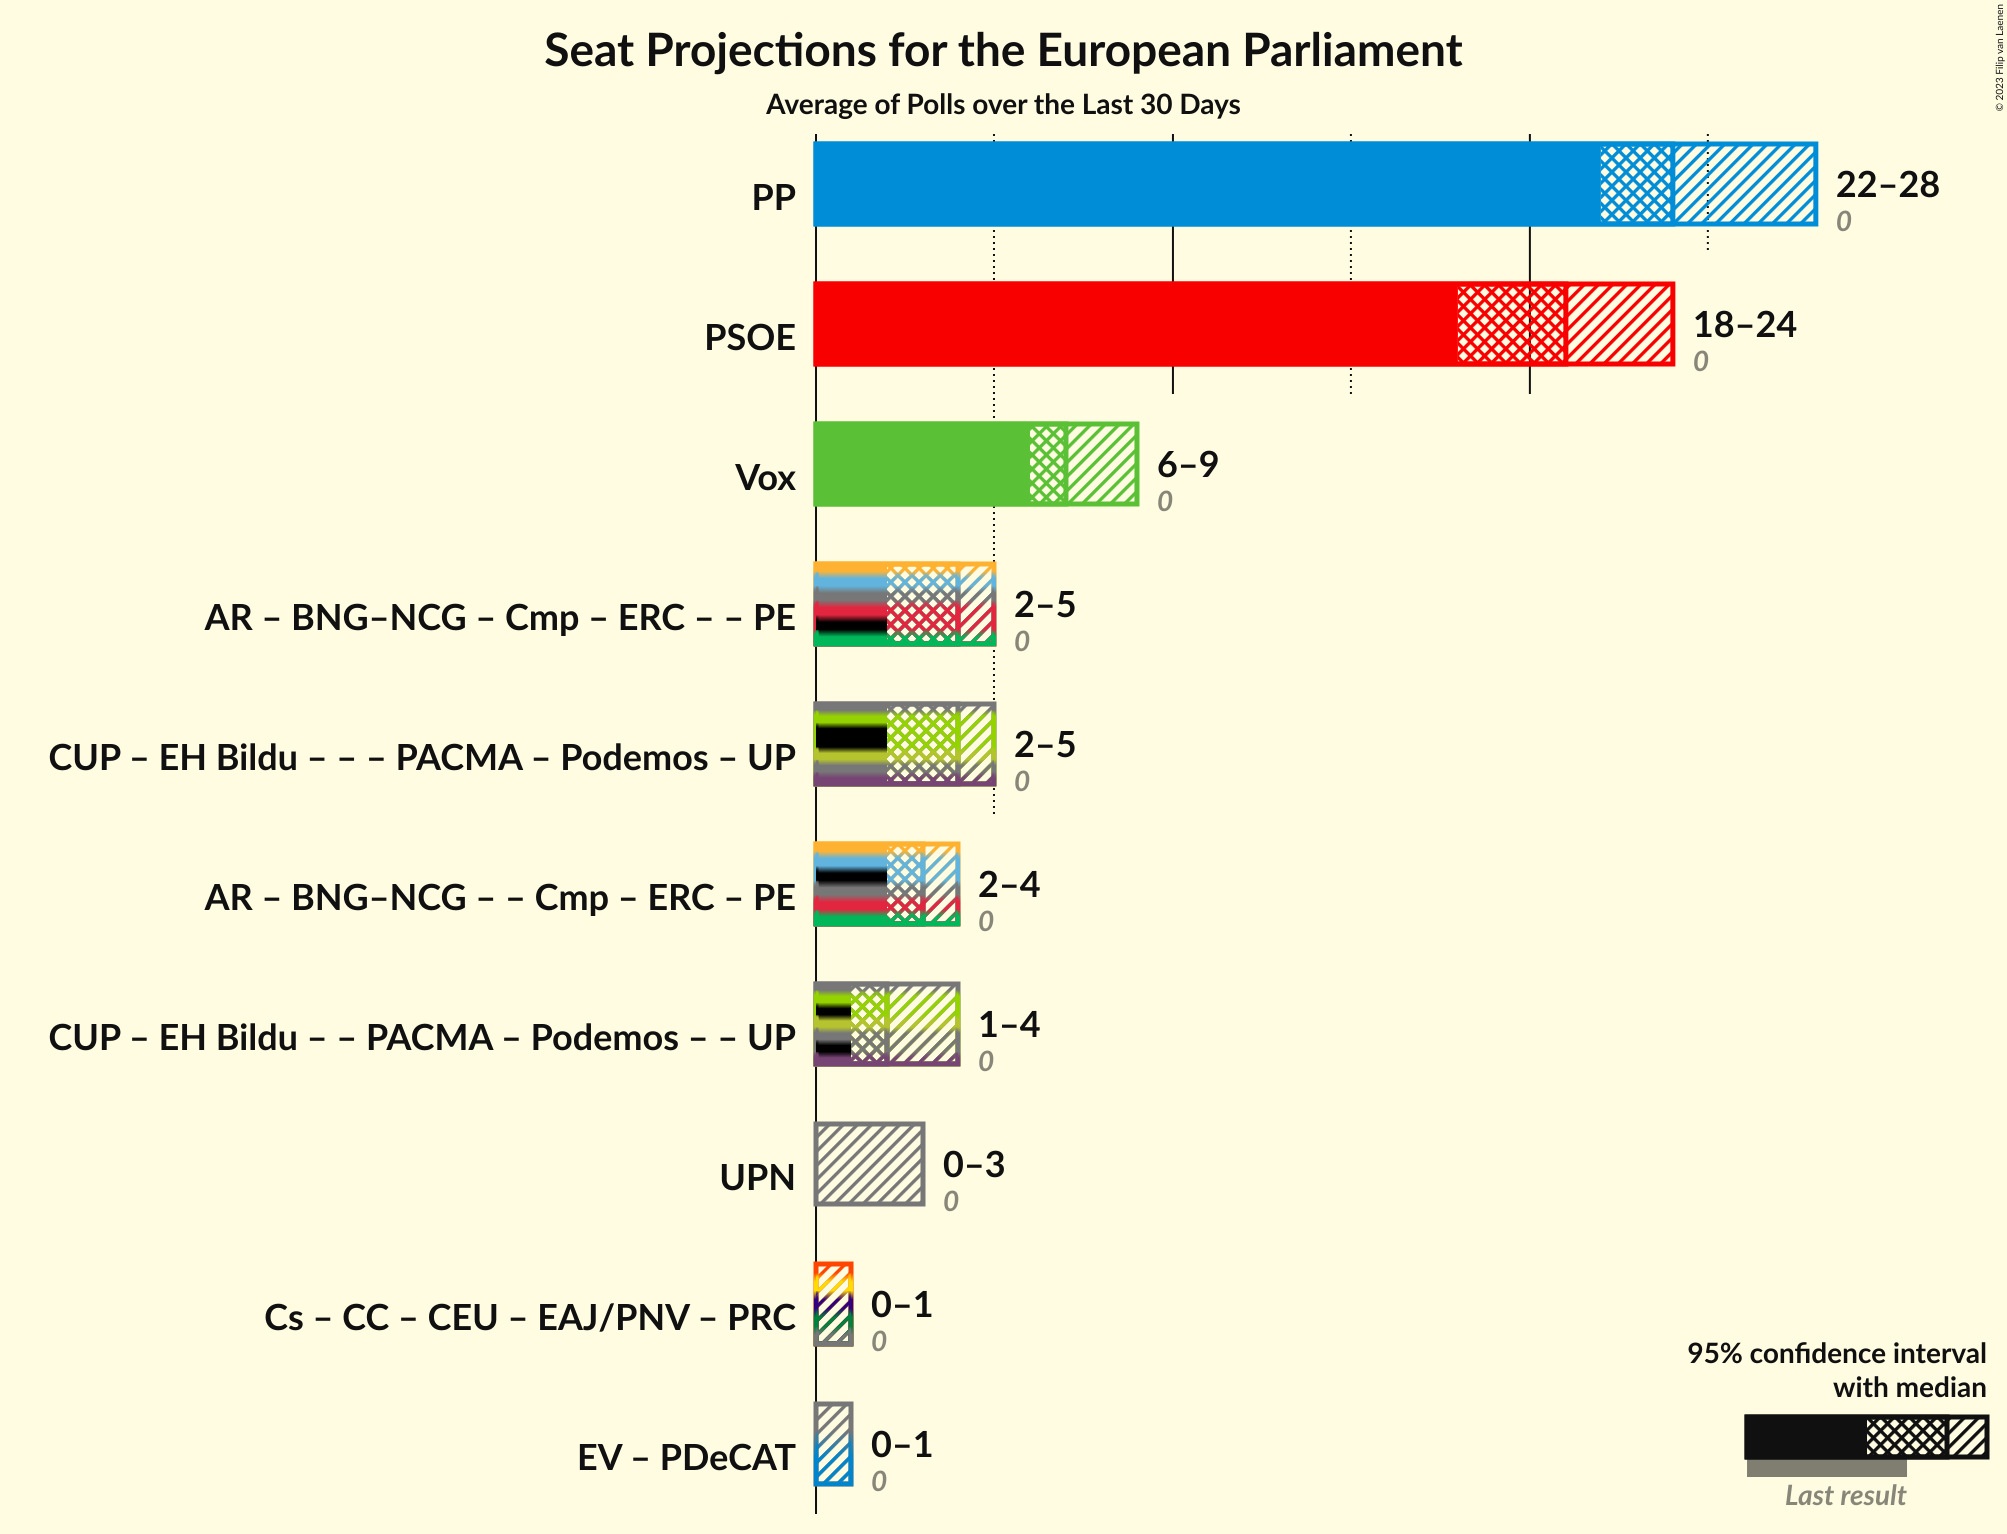 Seat Projections for the European Parliament
Average of Polls over the Last 30 Days
© 2023 Filip van Laenen
PP
22–28
0
PSOE
18–24
0
Vox
6–9
0
AR – BNG–NCG – Cmp – ERC – – PE
2–5
0
CUP – EH Bildu – – – PACMA – Podemos – UP
2–5
0
AR – BNG–NCG – – Cmp – ERC – PE
2–4
0
CUP – EH Bildu – – PACMA – Podemos – – UP
1–4
0
UPN
0–3
0
Cs – CC – CEU – EAJ/PNV – PRC
0–1
0
EV – PDeCAT
0–1
0
95% confidence interval
with median
Last result